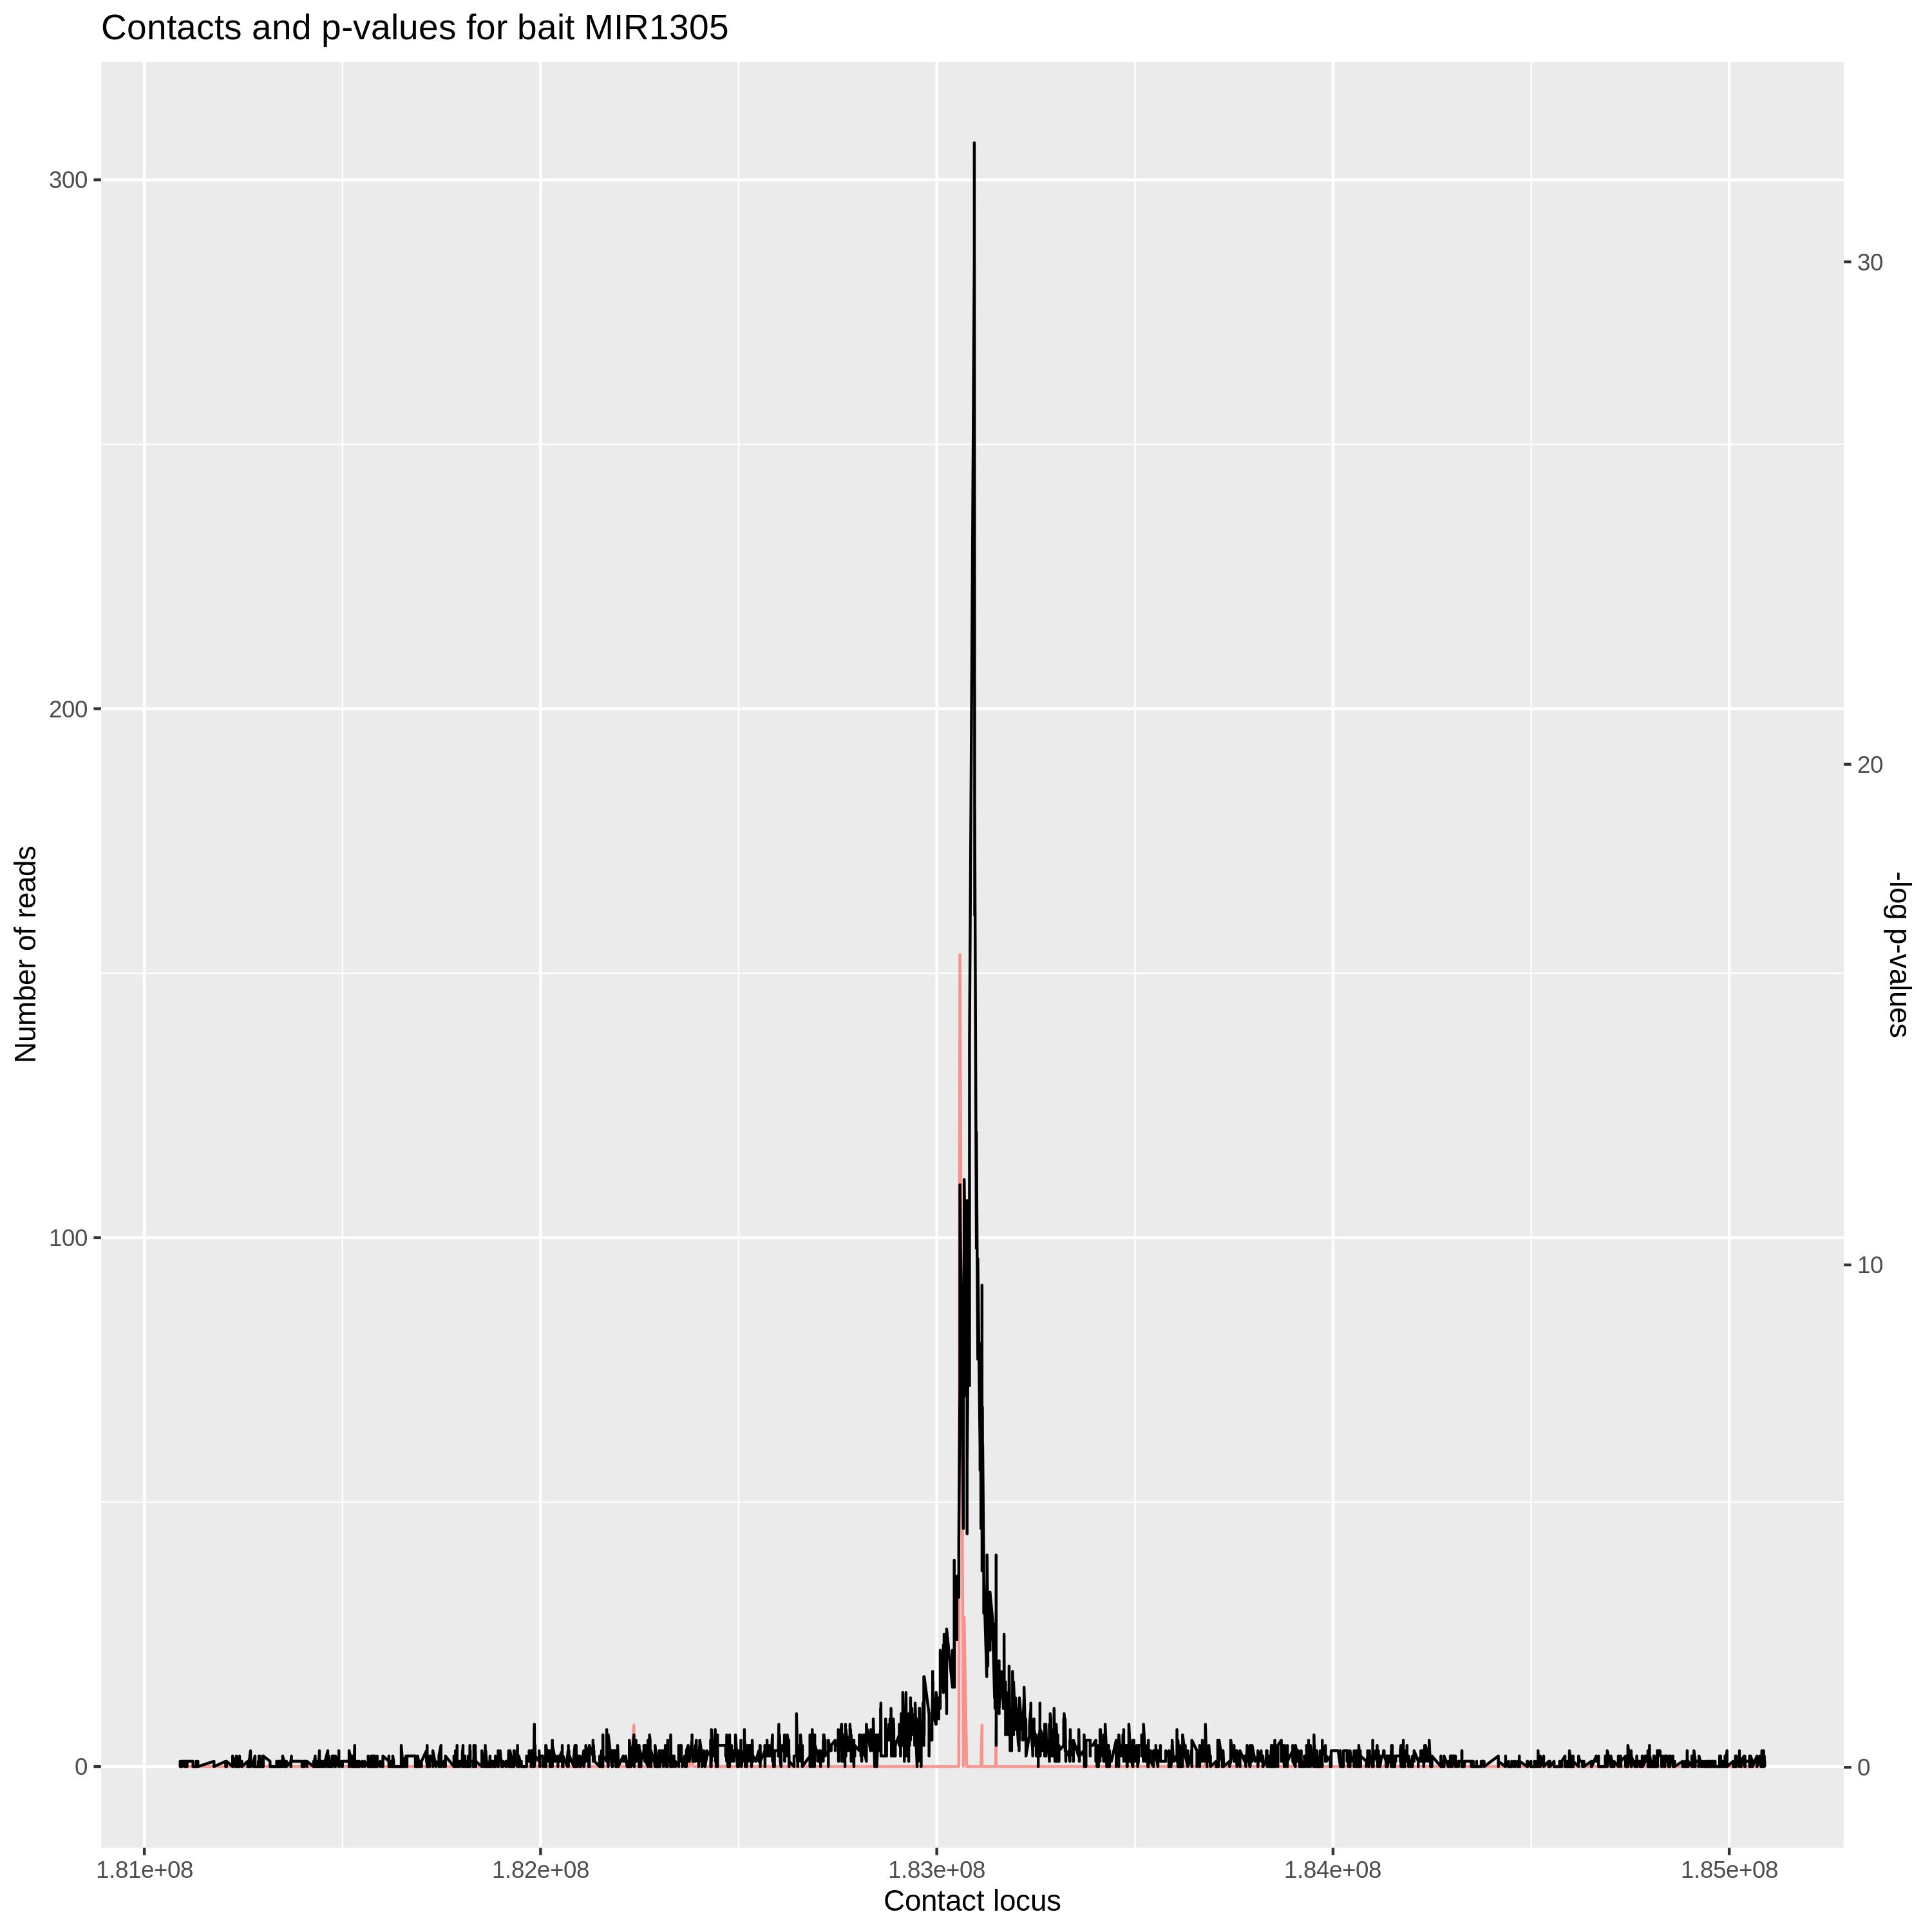 Contacts and p-values for bait MIR1305
300
200
100
0
Number of reads
30
20
10
0
-log p-values
1.81e+08 1.82e+08 1.83e+08 1.84e+08 1.85e+08
Contact locus